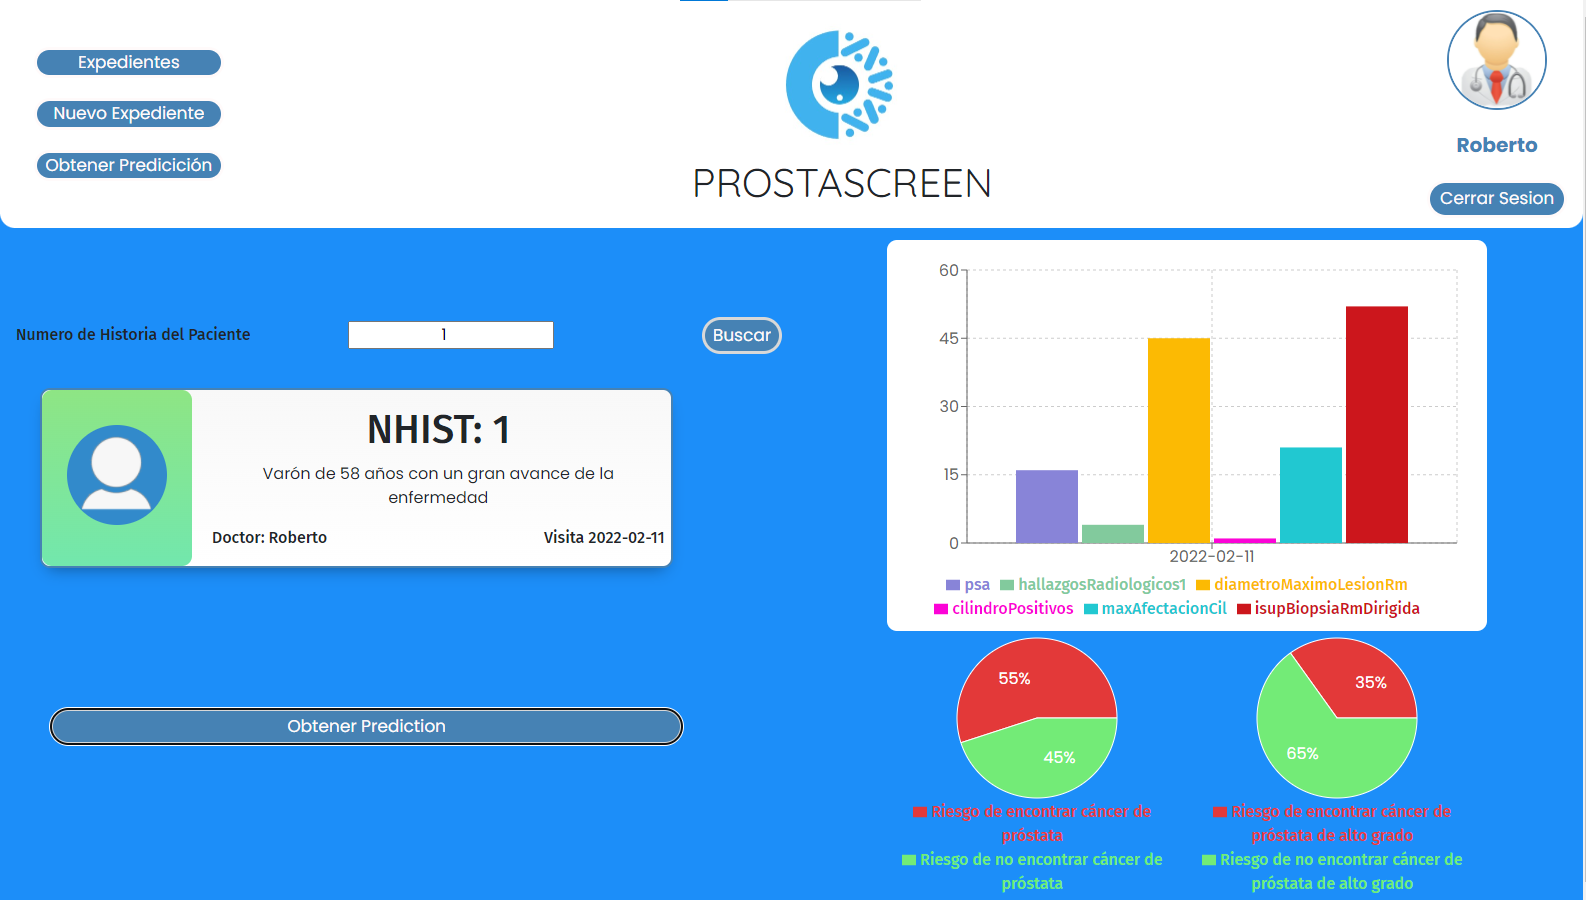 Expedientes
Nuevo Expediente
Obtener Predicición
PROSTASCREEN
Roberto
Cerrar Sesion
Numero de Historia del Paciente
1
Buscar
NHIST: 1
Varón de 58 años con un gran avance de la
enfermedad
Doctor: Roberto
Visita 2022-02-11
Obtener Prediction
60
45
30
15
0
2022-02-11
psa hallazgosRadiologicos1 diametroMaximoLesionRm
cilindroPositivos maxAfectacionCil isupBiopsiaRmDirigida
55%
45%
Riesgo de encontrar cáncer de
próstata
Riesgo de no encontrar cáncer de
próstata
35%
65%
Riesgo de encontrar cáncer de
próstata de alto grado
Riesgo de no encontrar cáncer de
próstata de alto grado